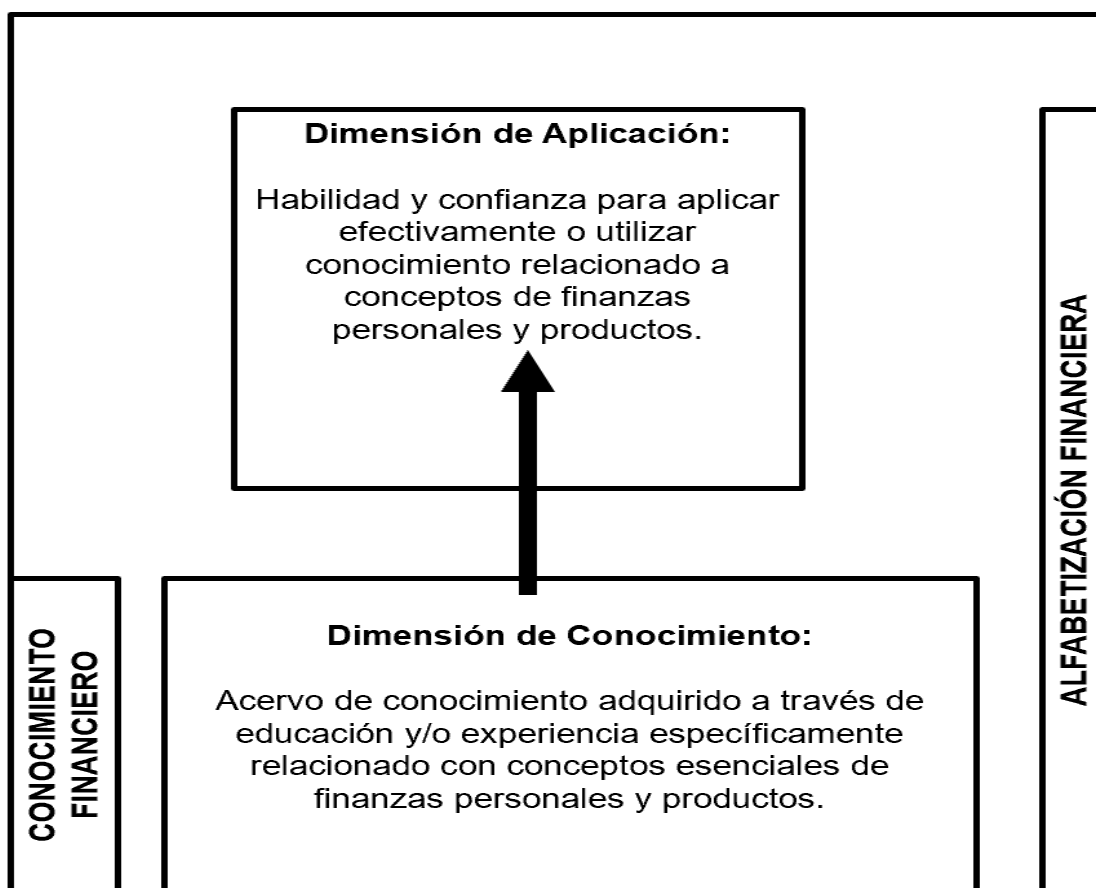 Dimensión de Aplicación:
Habilidad y confianza para aplicar
efectivamente o utilizar
conocimiento relacionado a
conceptos de finanzas
personales y productos.
ALFABETIZACIÓN FINANCIERA
CONOCIMIENTO
FINANCIERO
Dimensión de Conocimiento:
Acervo de conocimiento adquirido a través de
educación y/o experiencia específicamente
relacionado con conceptos esenciales de
finanzas personales y productos.